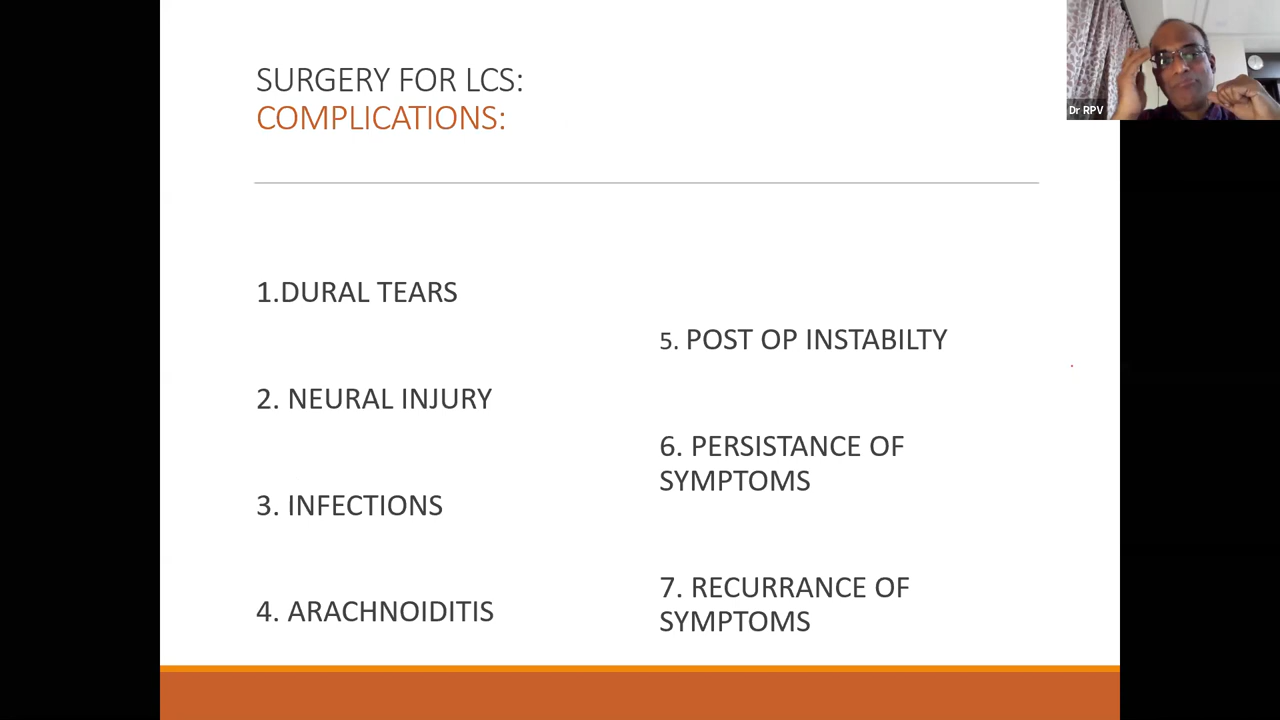 SURGERY FOR LCS:
COMPLICATIONS:
Dr RPV
1.DURAL TEARS
2. NEURAL INJURY
3. INFECTIONS
4. ARACHNOIDITIS
5. POST OP INSTABILTY
6. PERSISTANCE OF
SYMPTOMS
7. RECURRANCE OF
SYMPTOMS